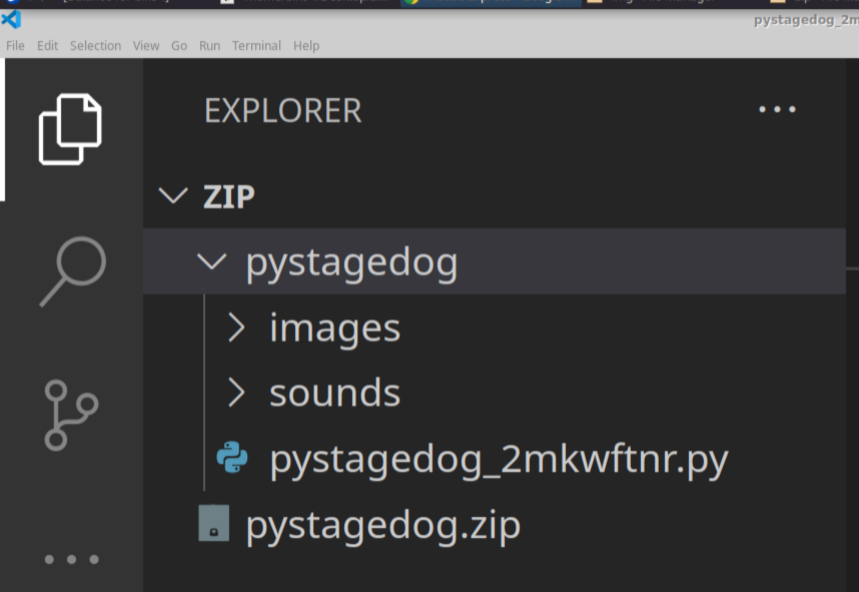 pystagedog_2m
File Edit Selection View Go Run Terminal Help
EXPLORER
ZIP
pystagedog
images
sounds
pystagedog_2mkwftnr.py
pystagedog.zip